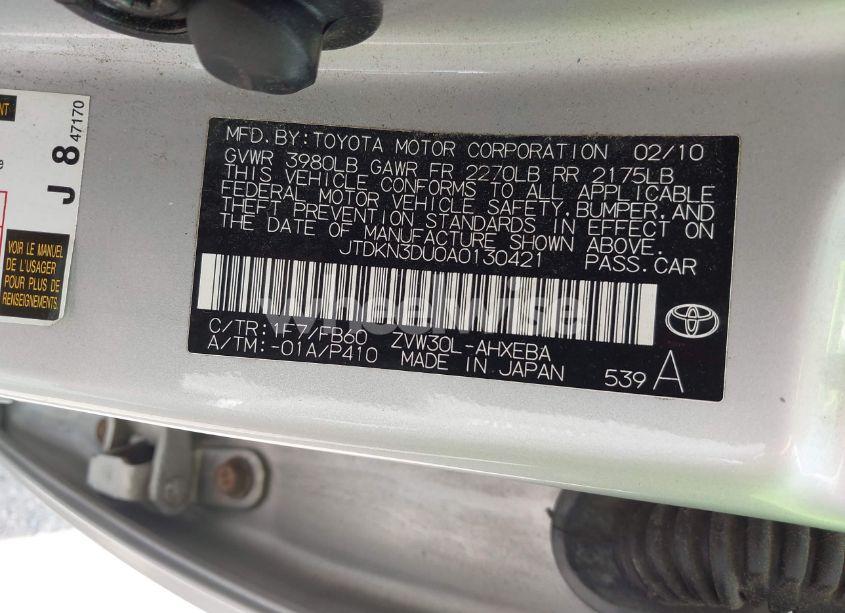 NT
J 8 47170
VOIR LE MANUEL
DE L'USAGER
POUR PLUS DE
RENSEIGNEMENTS
MFD. BY: TOYOTA MOTOR CORPORATION 02/10
GVWR 3980LB GAWR FR 2270LB RR 2175LB
THIS VEHICLE CONFORMS TO ALL APPLICABLE
FEDERAL MOTOR VEHICLE SAFETY, BUMPER, AND
THEFT PREVENTION STANDARDS IN EFFECT ON
THE DATE OF MANUFACTURE SHOWN ABOVE.
JTDKN3DU0A0130421 PASS. CAR
wheelwise
C/TR: 1F7/FB60 ZVW30L-AHXEBA
A/TM: -01A/P410 MADE IN JAPAN 539 A